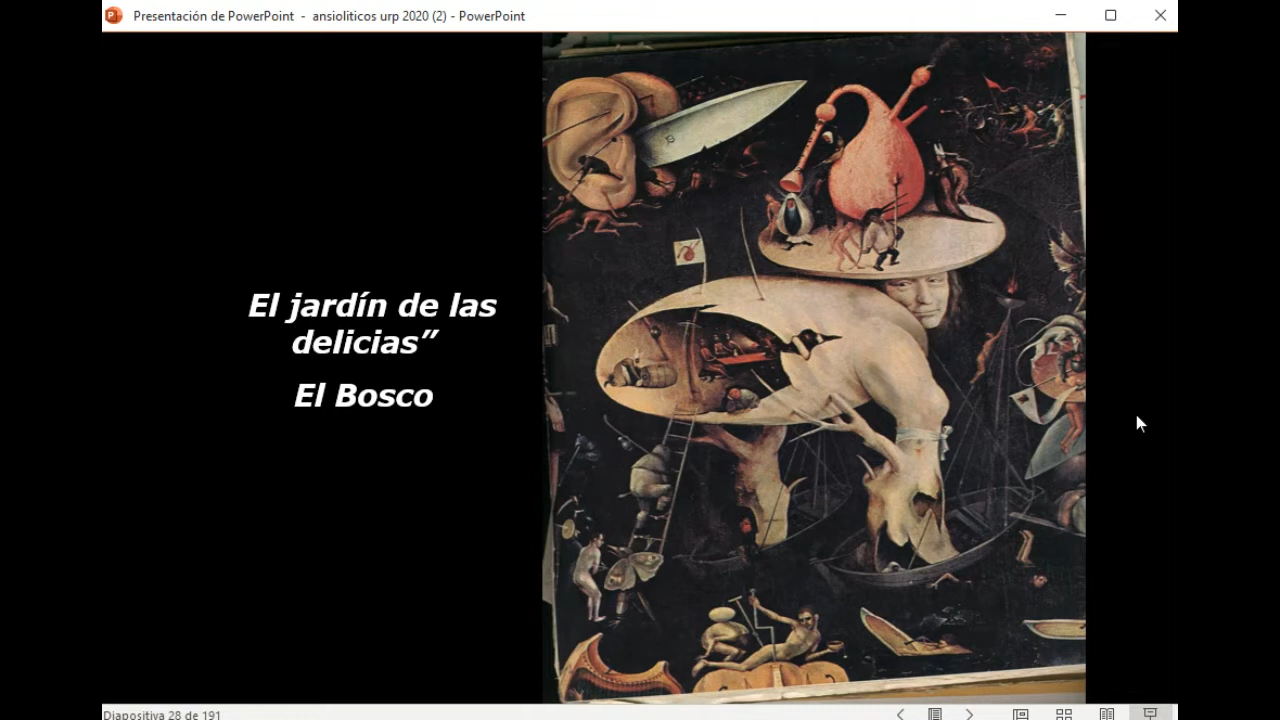 Presentación de PowerPoint - ansioliticos urp 2020 (2) - PowerPoint
El jardín de las
delicias”
El Bosco
Diapositiva 28 de 191